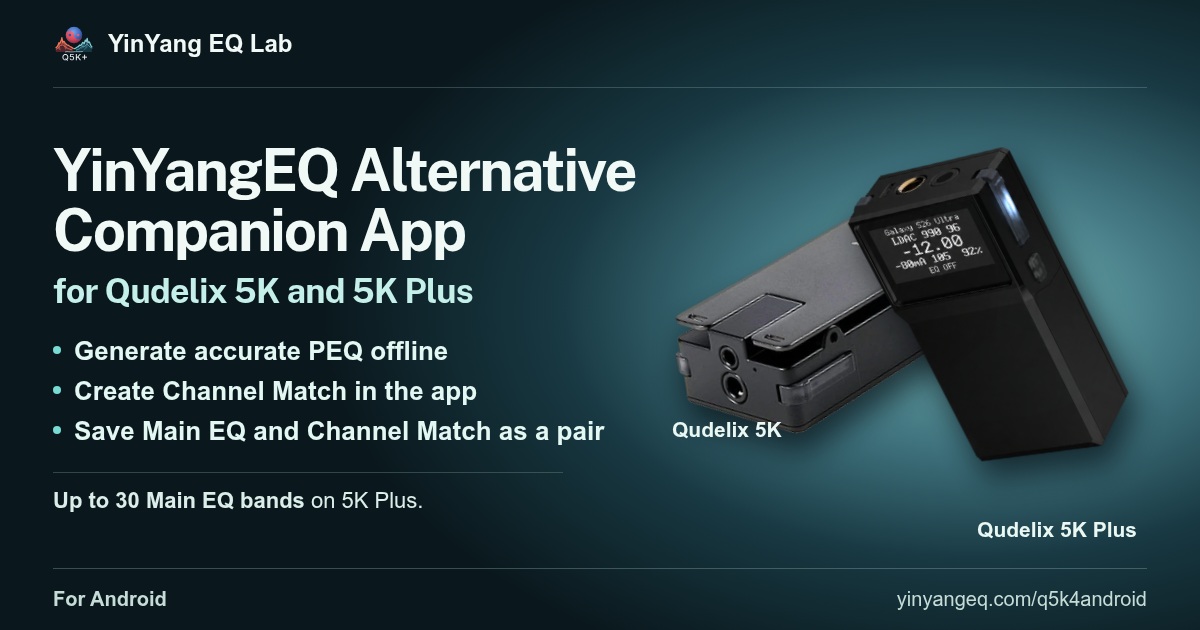 Q5K+
YinYang EQ Lab
YinYangEQ Alternative
Companion App
for Qudelix 5K and 5K Plus
• Generate accurate PEQ offline
• Create Channel Match in the app
• Save Main EQ and Channel Match as a pair
Up to 30 Main EQ bands on 5K Plus.
Galaxy S26 Ultra
LDAC 990 96
-12.00
-80mA 105 92%
EQ OFF
Qudelix 5K
Qudelix 5K Plus
For Android
yinyangeq.com/q5k4android